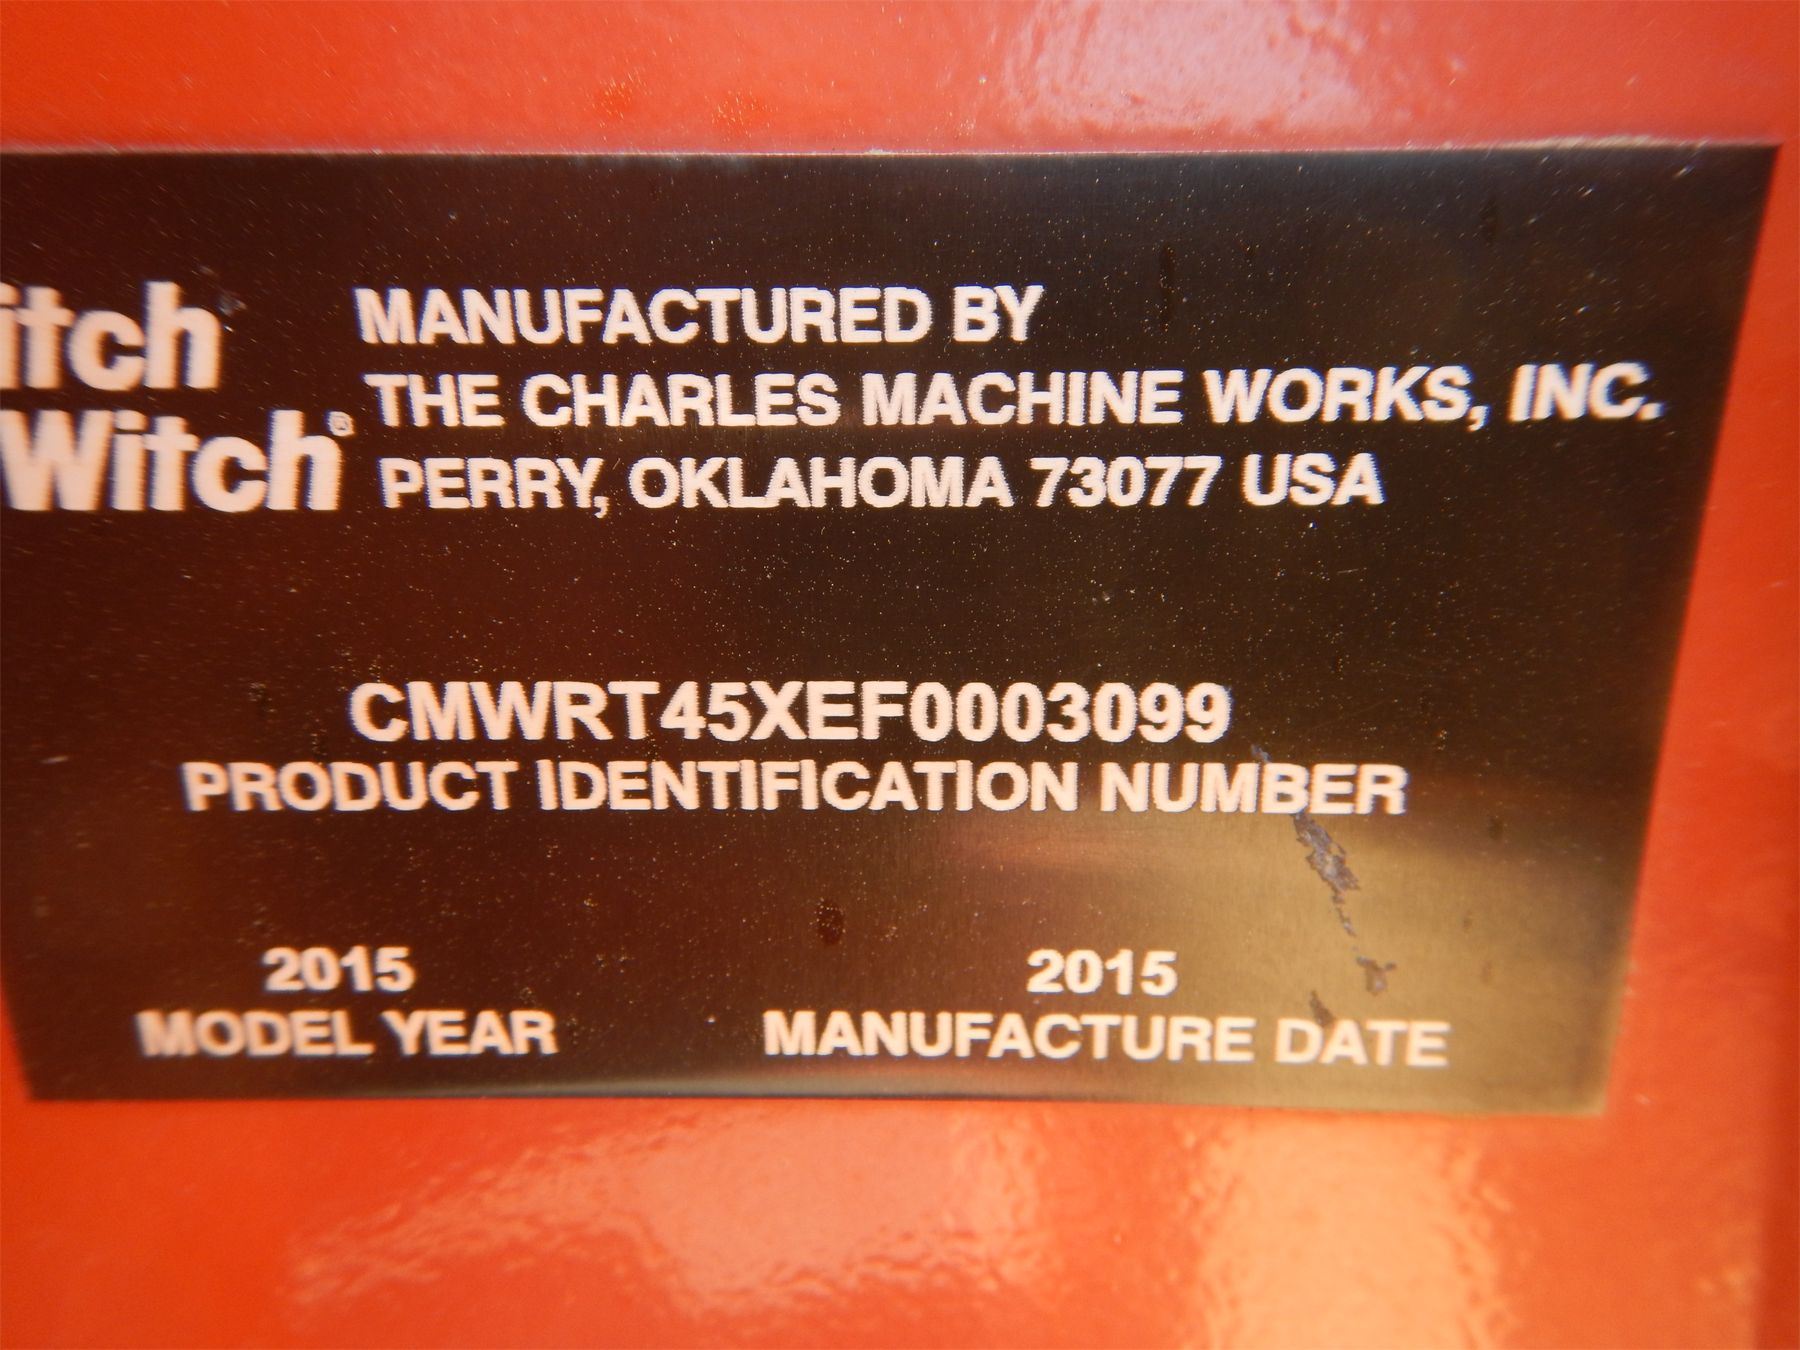 itch
Witch®
MANUFACTURED BY
THE CHARLES MACHINE WORKS, INC.
PERRY, OKLAHOMA 73077 USA
CMWRT45XEF0003099
PRODUCT IDENTIFICATION NUMBER
2015
MODEL YEAR
2015
MANUFACTURE DATE